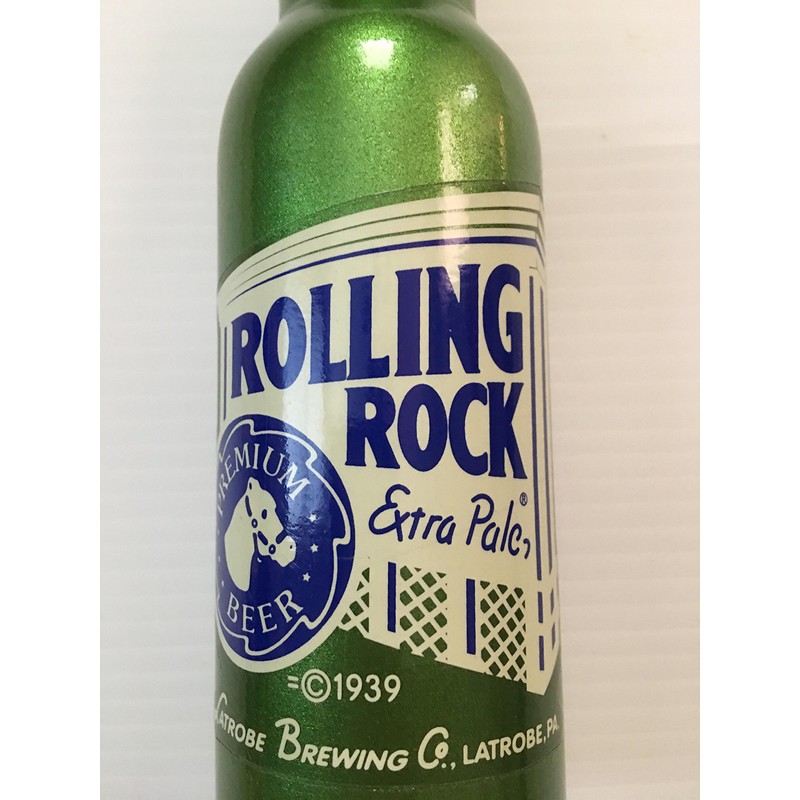 ROLLING
ROCK
Extra Pale ®
PREMIUM
BEER
=©1939
LATROBE BREWING Co., LATROBE, PA.